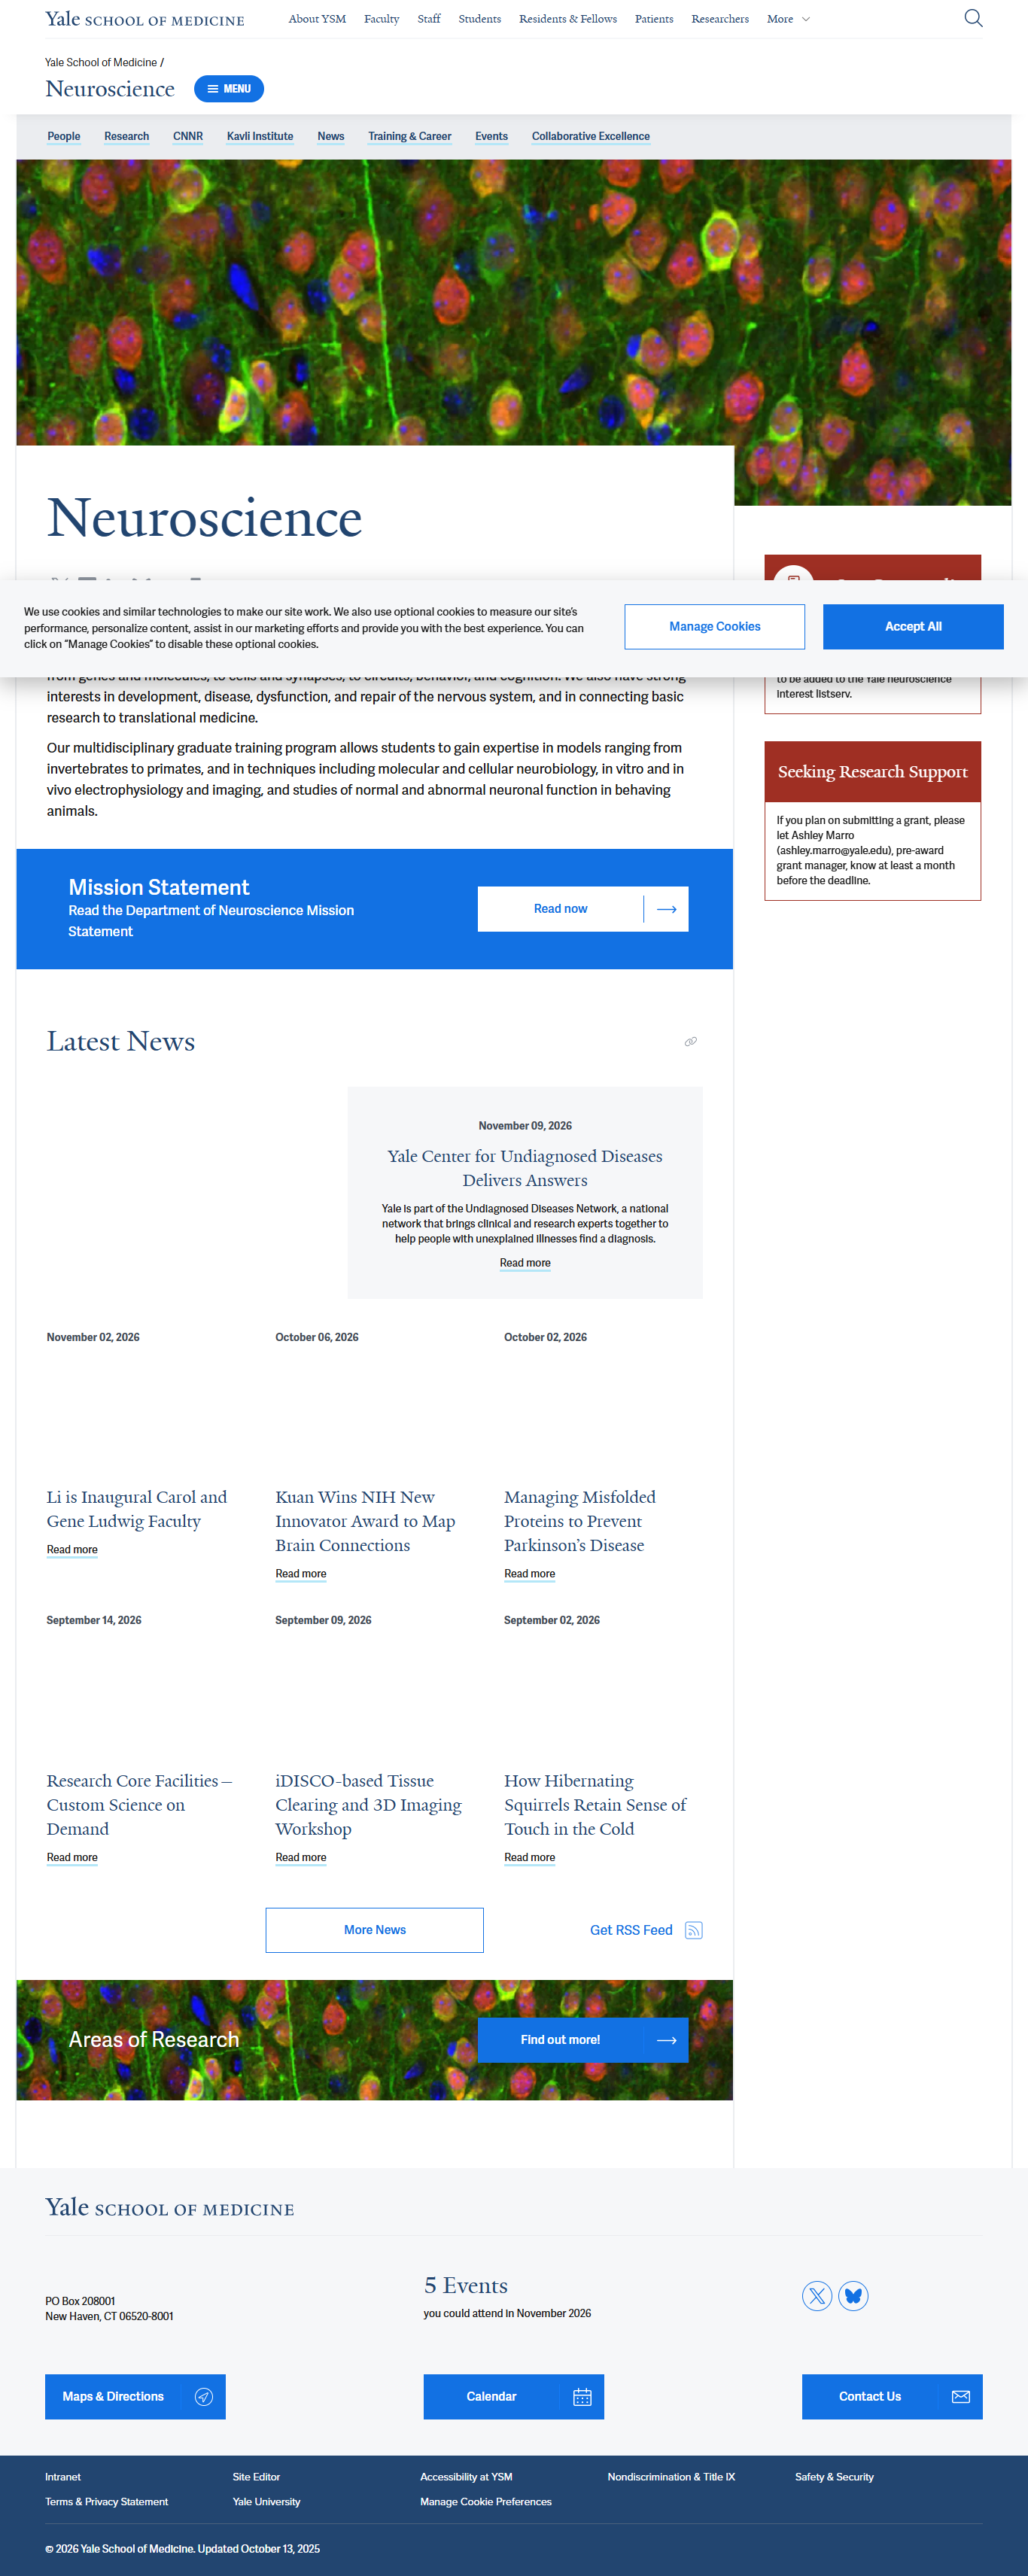 Yale SCHOOL OF MEDICINE
About YSM Faculty Staff Students Residents & Fellows Patients Researchers More
Yale School of Medicine /
Neuroscience MENU
People Research CNNR Kavli Institute News Training & Career Events Collaborative Excellence
Neuroscience
We use cookies and similar technologies to make our site work. We also use optional cookies to measure our site's
performance, personalize content, assist in our marketing efforts and provide you with the best experience. You can
click on "Manage Cookies" to disable these optional cookies.
Manage Cookies
Accept All
from genes and molecules, to cells and synapses, to circuits, behavior, and cognition. We also have strong
interests in development, disease, dysfunction, and repair of the nervous system, and in connecting basic
research to translational medicine.
Our multidisciplinary graduate training program allows students to gain expertise in models ranging from
invertebrates to primates, and in techniques including molecular and cellular neurobiology, in vitro and in
vivo electrophysiology and imaging, and studies of normal and abnormal neuronal function in behaving
animals.
to be added to the Yale neuroscience
interest listserv.
Seeking Research Support
If you plan on submitting a grant, please
let Ashley Marro
(ashley.marro@yale.edu), pre-award
grant manager, know at least a month
before the deadline.
Mission Statement
Read the Department of Neuroscience Mission
Statement
Read now
Latest News
November 09, 2026
Yale Center for Undiagnosed Diseases
Delivers Answers
Yale is part of the Undiagnosed Diseases Network, a national
network that brings clinical and research experts together to
help people with unexplained illnesses find a diagnosis.
Read more
November 02, 2026
Li is Inaugural Carol and
Gene Ludwig Faculty
Read more
October 06, 2026
Kuan Wins NIH New
Innovator Award to Map
Brain Connections
Read more
October 02, 2026
Managing Misfolded
Proteins to Prevent
Parkinson's Disease
Read more
September 14, 2026
Research Core Facilities—
Custom Science on
Demand
Read more
September 09, 2026
iDISCO-based Tissue
Clearing and 3D Imaging
Workshop
Read more
September 02, 2026
How Hibernating
Squirrels Retain Sense of
Touch in the Cold
Read more
More News
Get RSS Feed
Areas of Research
Find out more!
Yale SCHOOL OF MEDICINE
PO Box 208001
New Haven, CT 06520-8001
5 Events
you could attend in November 2026
Maps & Directions
Calendar
Contact Us
Intranet Site Editor Accessibility at YSM Nondiscrimination & Title IX Safety & Security
Terms & Privacy Statement Yale University Manage Cookie Preferences
© 2026 Yale School of Medicine. Updated October 13, 2025